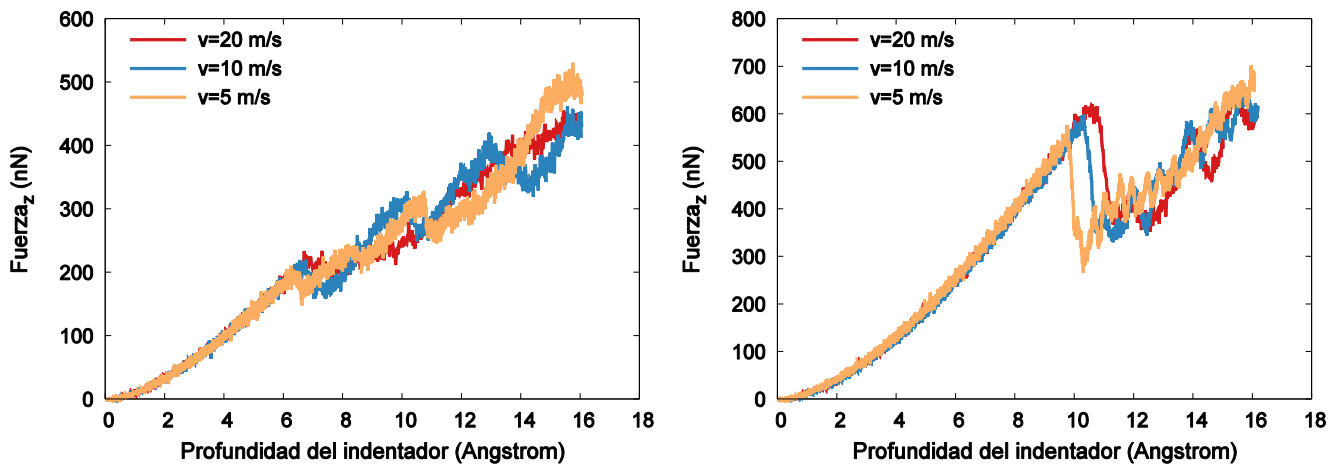 600
500
400
300
200
100
0
v=20 m/s
v=10 m/s
v=5 m/s
Fuerza_z (nN)
0 2 4 6 8 10 12 14 16 18
Profundidad del indentador (Angstrom)
800
700
600
500
400
300
200
100
0
v=20 m/s
v=10 m/s
v=5 m/s
Fuerza_z (nN)
0 2 4 6 8 10 12 14 16 18
Profundidad del indentador (Angstrom)